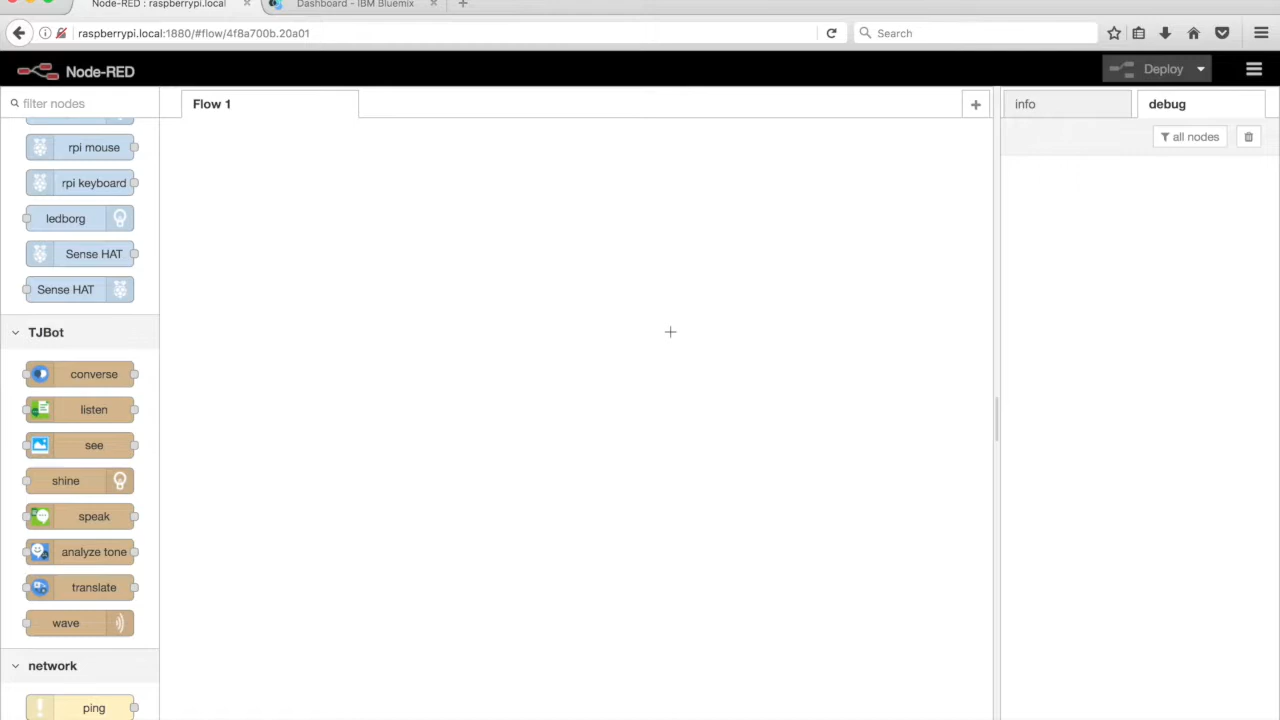 Node-RED : raspberrypi.local
Dashboard - IBM Bluemix
raspberrypi.local:1880/#flow/4f8a700b.20a01
Search
Node-RED
Deploy
filter nodes
Flow 1
info
debug
all nodes
rpi mouse
rpi keyboard
ledborg
Sense HAT
Sense HAT
TJBot
converse
listen
see
shine
speak
analyze tone
translate
wave
network
ping